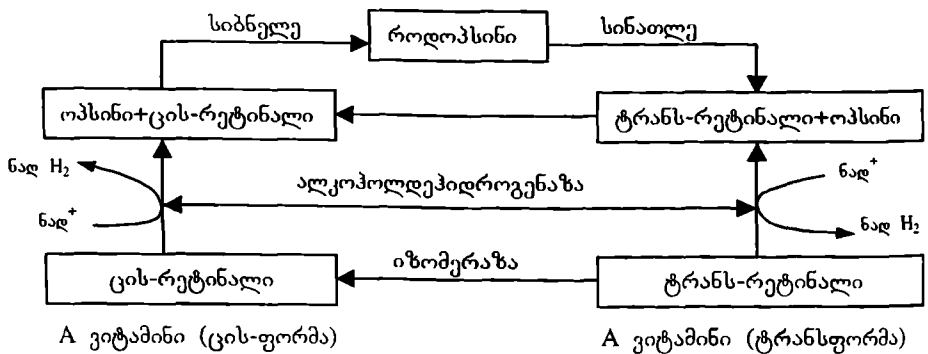 სიბნელე
როდოპსინი
სინათლე
ოპსინი+ცის-რეტინალი
ტრანს-რეტინალი+ოპსინი
ნად H₂
ალკოჰოლდეჰიდროგენაზა
ნად⁺
ნად⁺
ნად H₂
ცის-რეტინალი
იზომერაზა
ტრანს-რეტინალი
A ვიტამინი (ცის-ფორმა)
A ვიტამინი (ტრანსფორმა)